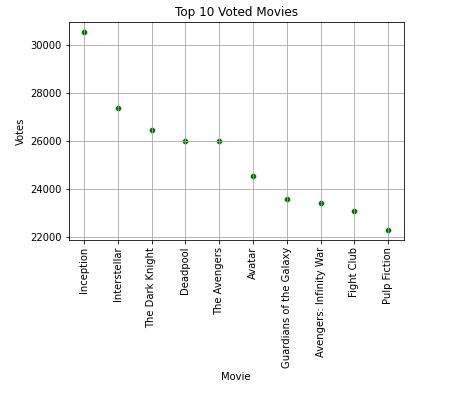 Top 10 Voted Movies
Votes
30000
28000
26000
24000
22000
Inception
Interstellar
The Dark Knight
Deadpool
The Avengers
Avatar
Guardians of the Galaxy
Avengers: Infinity War
Fight Club
Pulp Fiction
Movie